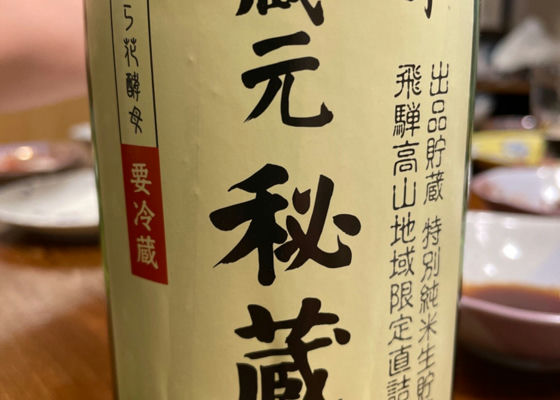 出品貯蔵 特別純米生貯
飛騨高山地域限定直詰
蔵元秘蔵
ら花酵母
要冷蔵